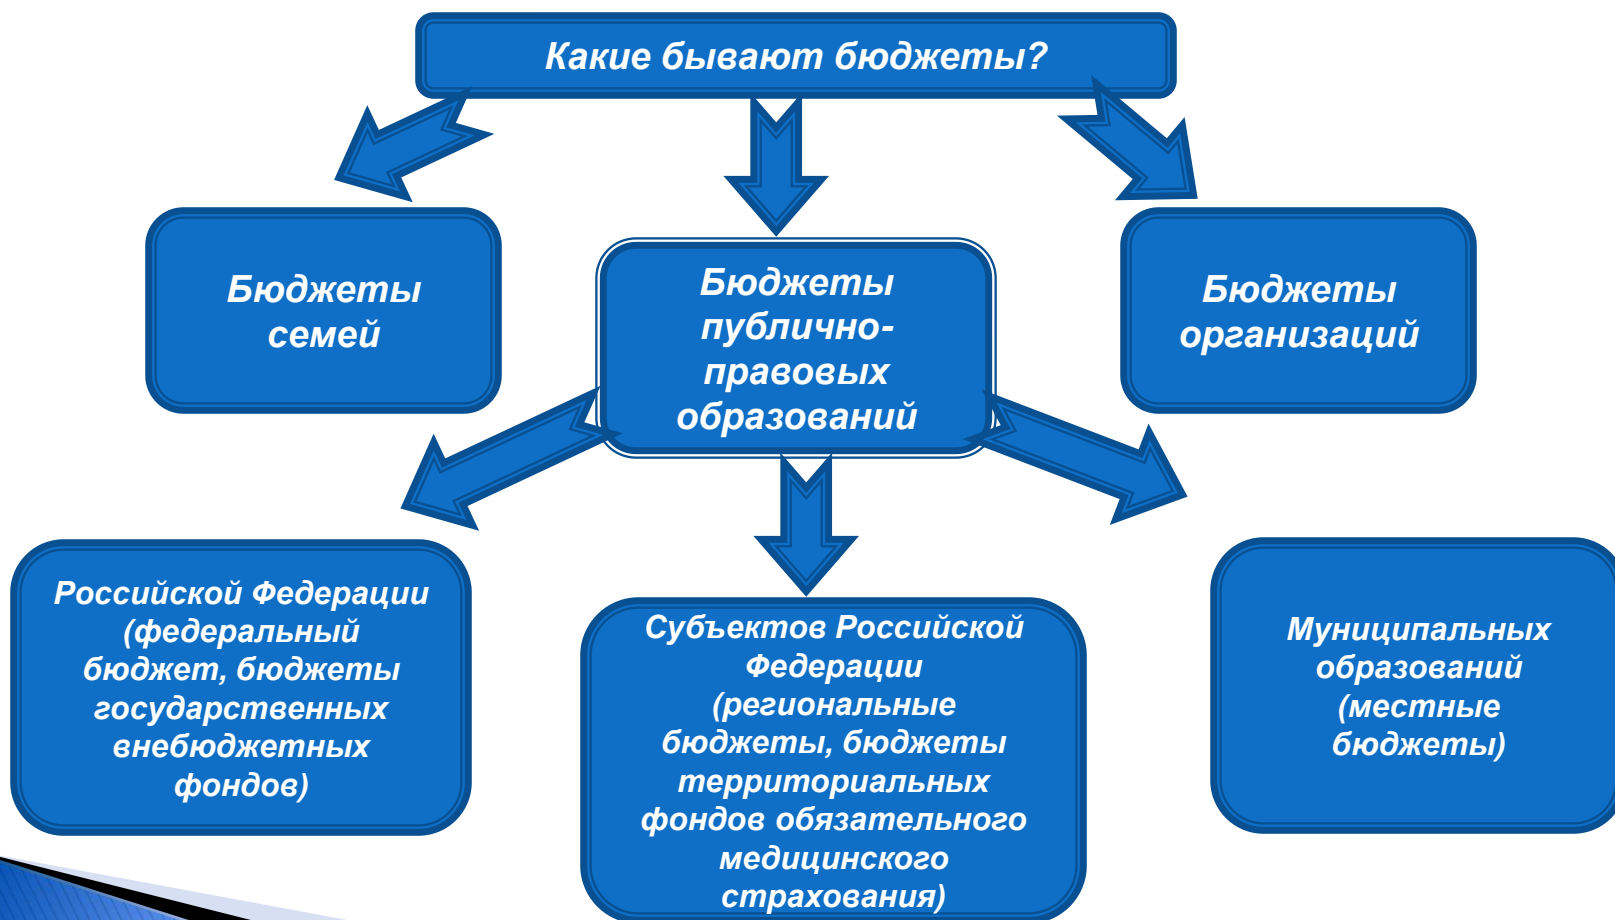 Какие бывают бюджеты?
Бюджеты
семей
Бюджеты
публично-
правовых
образований
Бюджеты
организаций
Российской Федерации
(федеральный
бюджет, бюджеты
государственных
внебюджетных
фондов)
Субъектов Российской
Федерации
(региональные
бюджеты, бюджеты
территориальных
фондов обязательного
медицинского
страхования)
Муниципальных
образований
(местные
бюджеты)